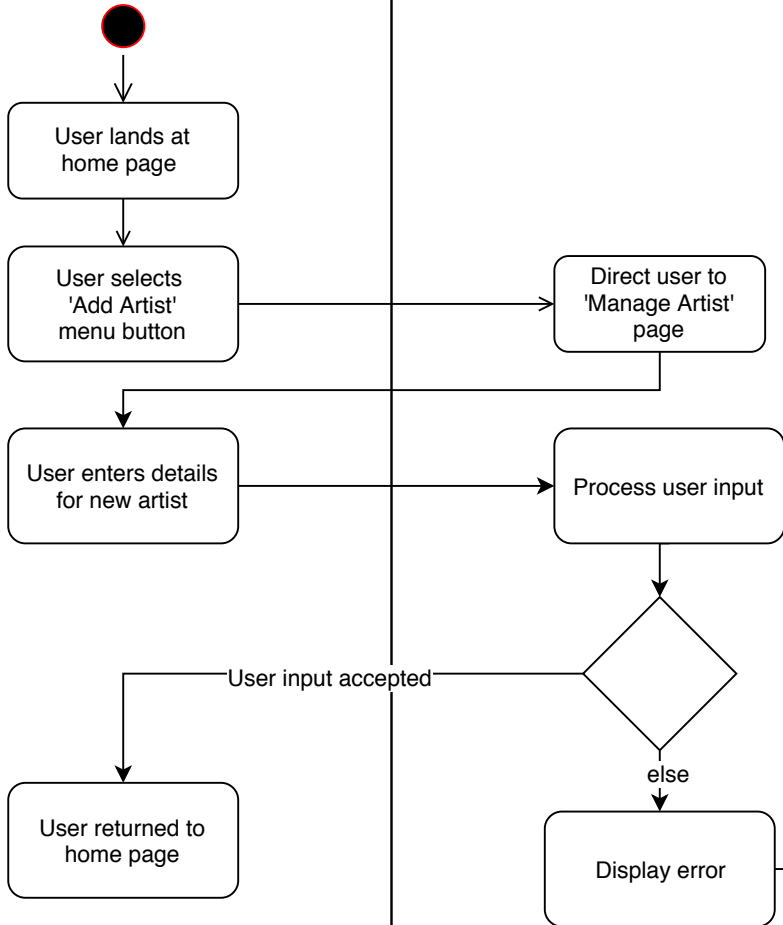 User lands at
home page
User selects
'Add Artist'
menu button
Direct user to
'Manage Artist'
page
User enters details
for new artist
Process user input
User input accepted
else
User returned to
home page
Display error